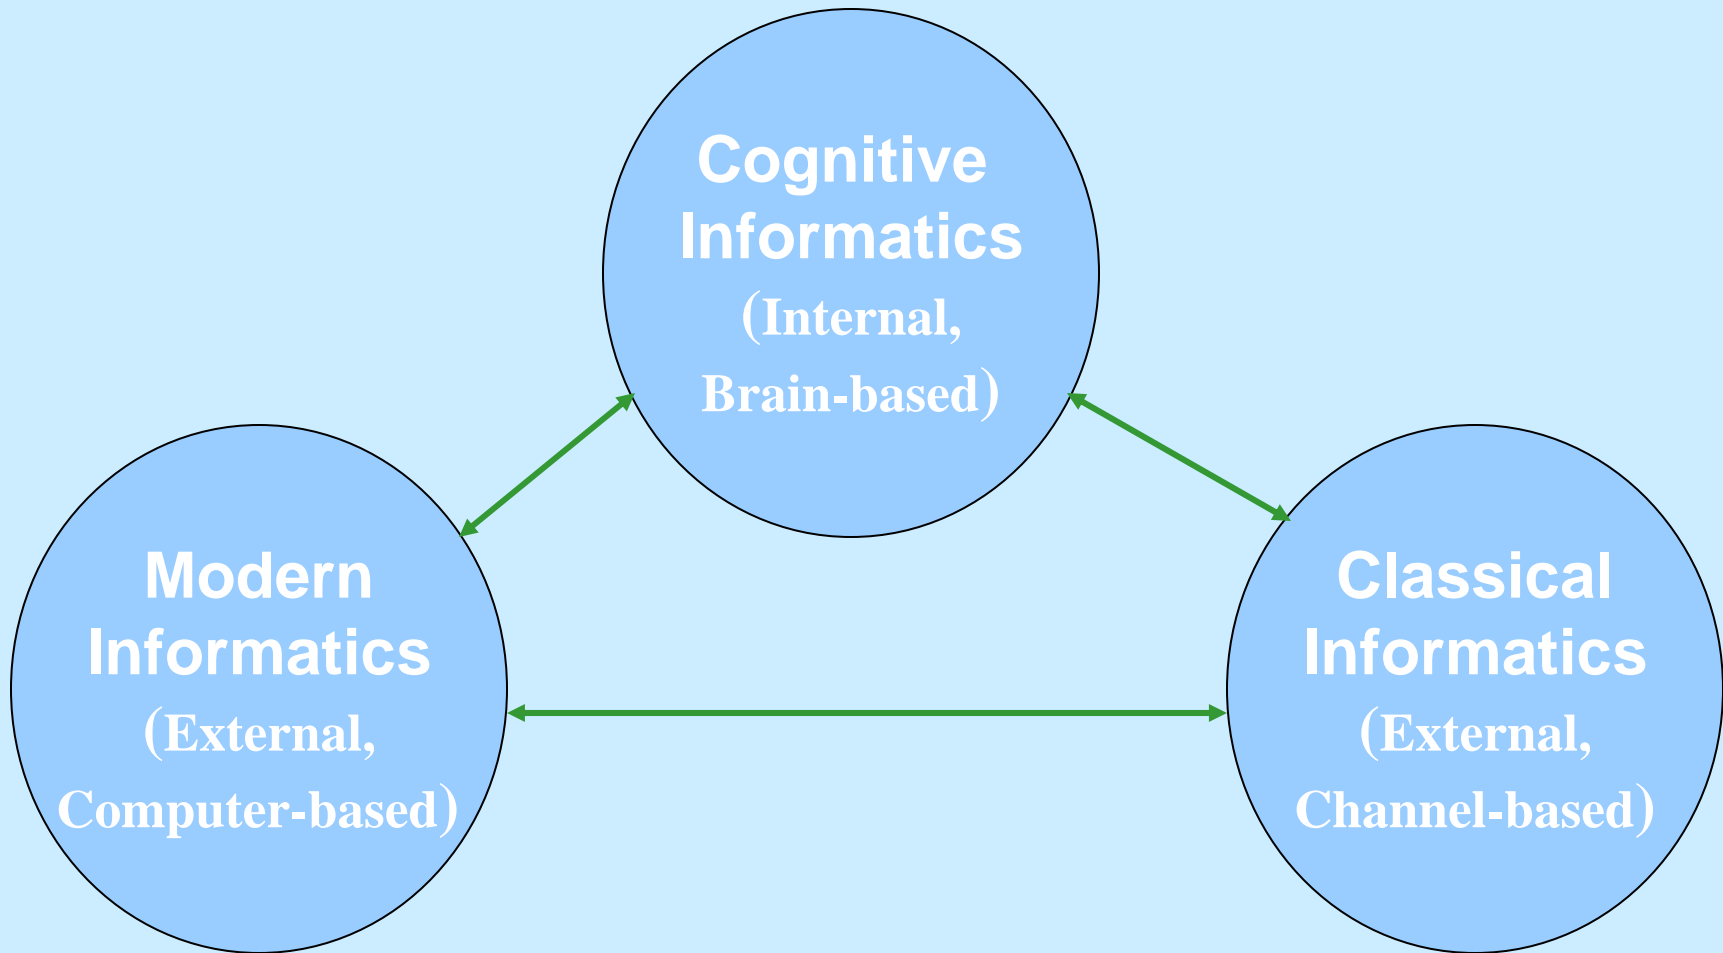 Cognitive
Informatics
(Internal,
Brain-based)
Modern
Informatics
(External,
Computer-based)
Classical
Informatics
(External,
Channel-based)